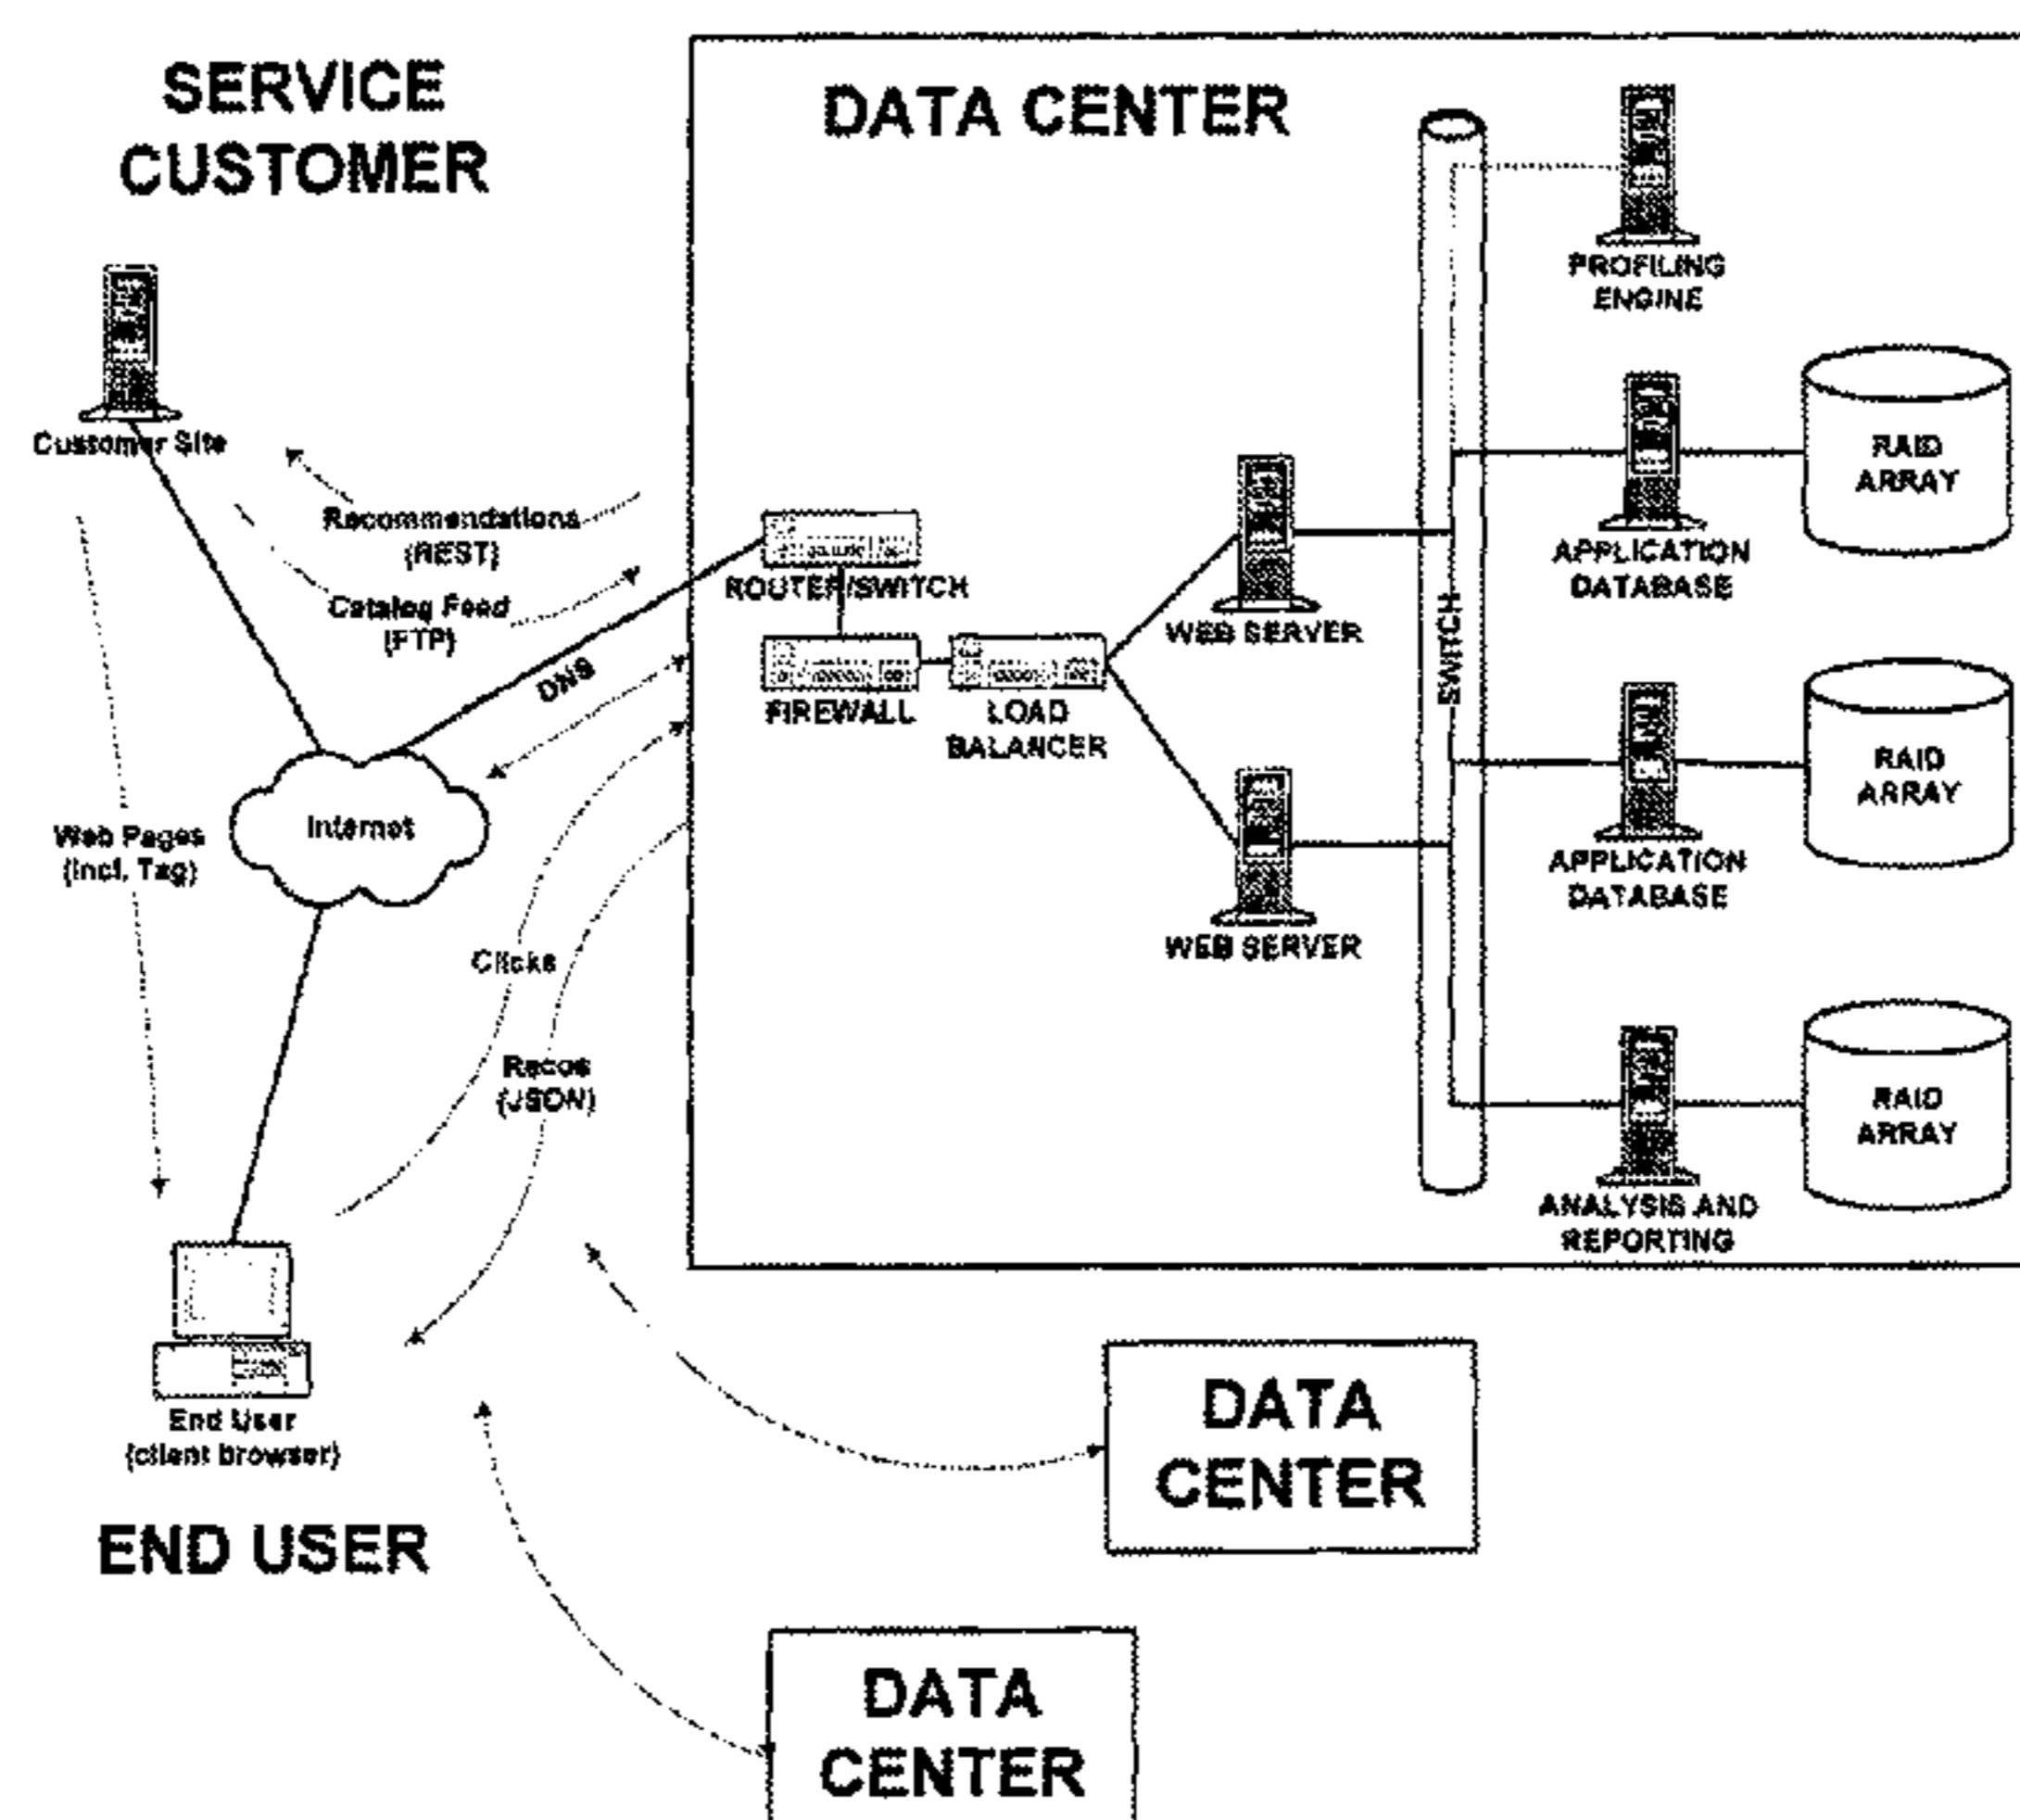 SERVICE
CUSTOMER
DATA CENTER
PROFILING
ENGINE
Customer Site
RAID
ARRAY
Recommendations
(REST)
ROUTER/SWITCH
APPLICATION
DATABASE
Catalog Feed
(FTP)
WEB SERVER
SWITCH
DNS
FIREWALL
LOAD
BALANCER
RAID
ARRAY
Internet
Web Pages
(incl. Tag)
APPLICATION
DATABASE
WEB SERVER
Clicks
Recos
(JSON)
RAID
ARRAY
ANALYSIS AND
REPORTING
End User
(client browser)
DATA
CENTER
END USER
DATA
CENTER